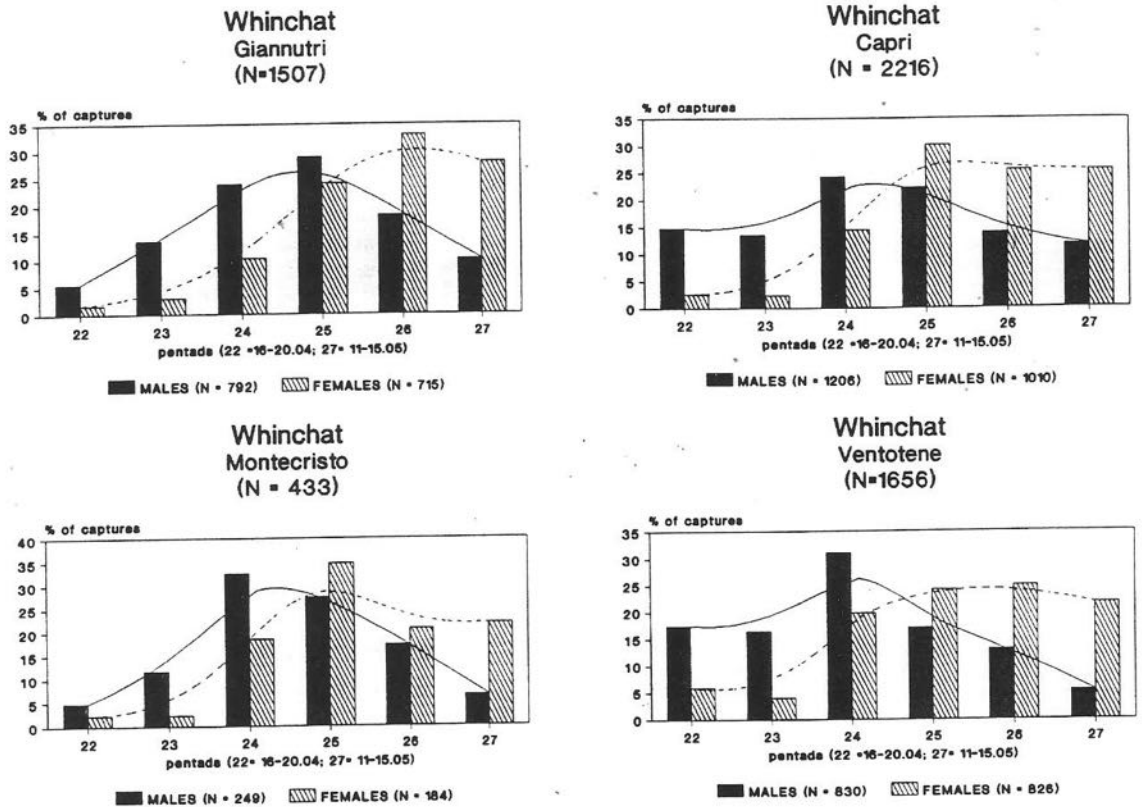 Whinchat
Giannutri
(N=1507)
% of captures
35
30
25
20
15
10
5
0
22 23 24 25 26 27
pentada (22 =16-20.04; 27= 11-15.05)
MALES (N = 792) FEMALES (N = 715)
Whinchat
Capri
(N = 2216)
% of captures
35
30
25
20
15
10
5
0
22 23 24 25 26 27
pentada (22 =16-20.04; 27= 11-15.05)
MALES (N = 1206) FEMALES (N = 1010)
Whinchat
Montecristo
(N = 433)
% of captures
40
35
30
25
20
15
10
5
0
22 23 24 25 26 27
pentada (22= 16-20.04; 27= 11-15.05)
MALES (N = 249) FEMALES (N = 184)
Whinchat
Ventotene
(N=1656)
% of captures
35
30
25
20
15
10
5
0
22 23 24 25 26 27
pentada (22= 16-20.04; 27= 11-15.05)
MALES (N = 830) FEMALES (N = 826)